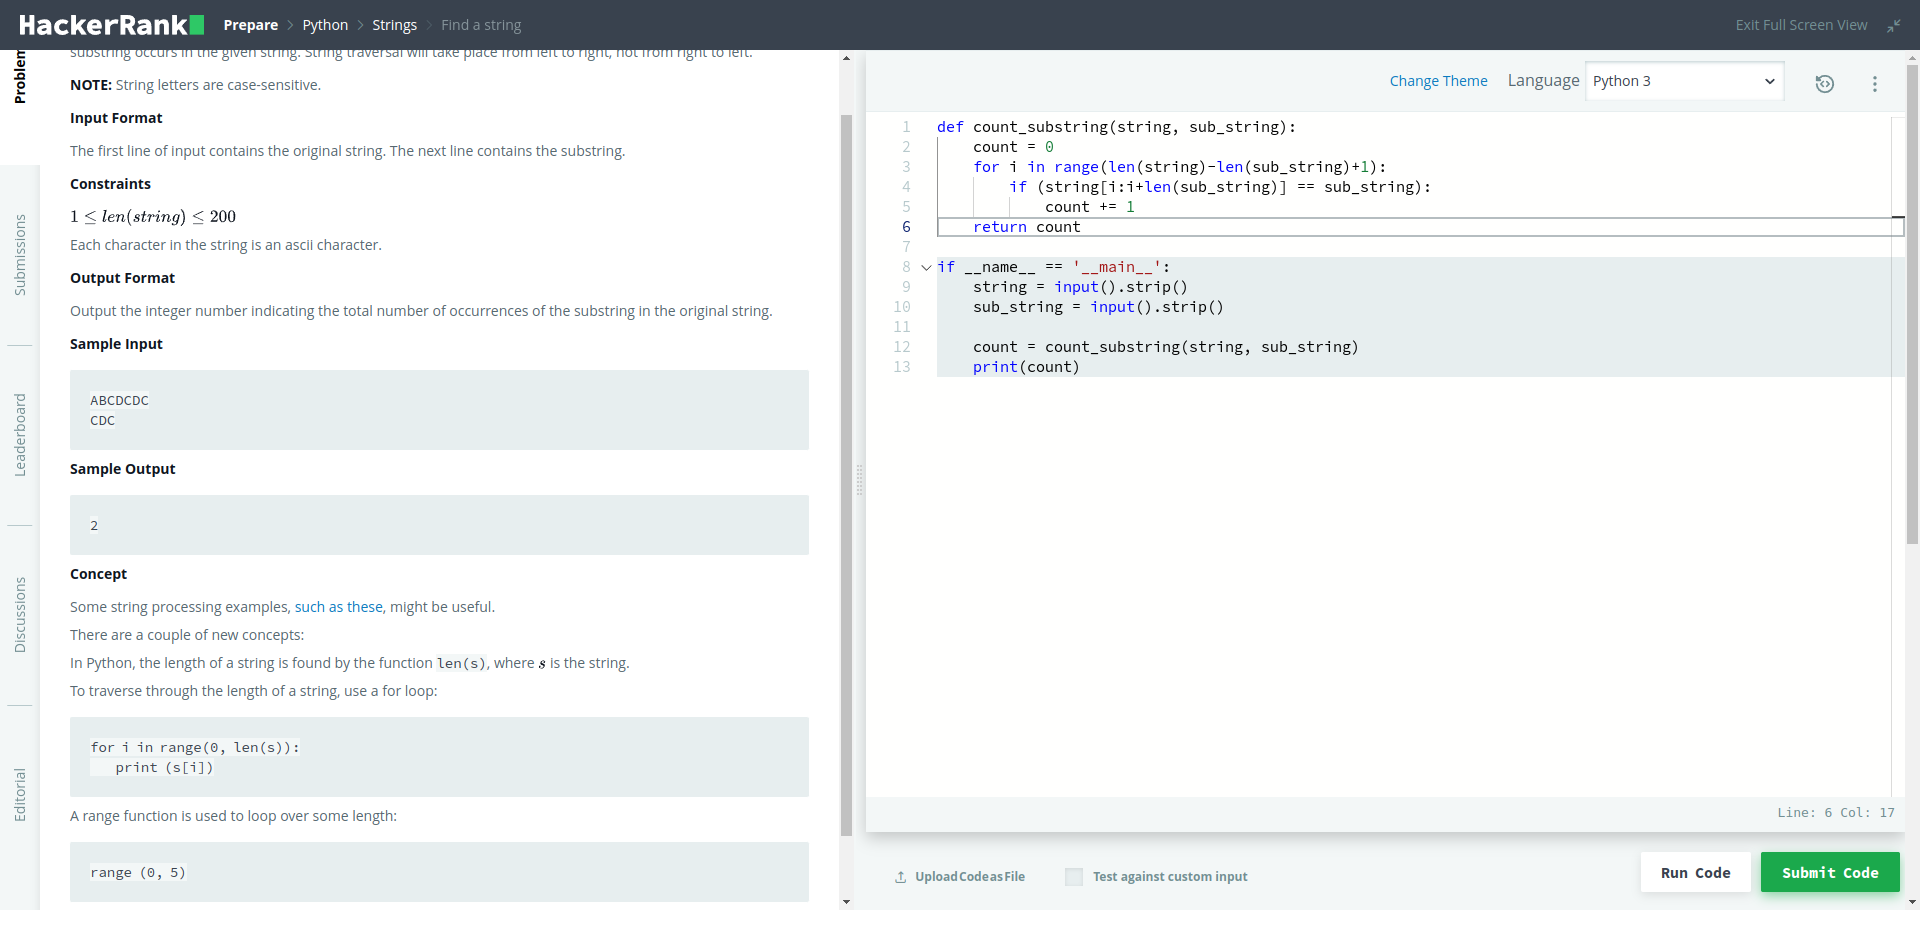 HackerRank Prepare > Python > Strings > Find a string Exit Full Screen View
Problem
Submissions
Leaderboard
Discussions
Editorial
substring occurs in the given string. String traversal will take place from left to right, not from right to left.
NOTE: String letters are case-sensitive.
Input Format
The first line of input contains the original string. The next line contains the substring.
Constraints
1 ≤ len(string) ≤ 200
Each character in the string is an ascii character.
Output Format
Output the integer number indicating the total number of occurrences of the substring in the original string.
Sample Input
ABCDCDC
CDC
Sample Output
2
Concept
Some string processing examples, such as these, might be useful.
There are a couple of new concepts:
In Python, the length of a string is found by the function len(s), where s is the string.
To traverse through the length of a string, use a for loop:
for i in range(0, len(s)):
    print (s[i])
A range function is used to loop over some length:
range (0, 5)
Change Theme Language Python 3
1 def count_substring(string, sub_string):
2     count = 0
3     for i in range(len(string)-len(sub_string)+1):
4         if (string[i:i+len(sub_string)] == sub_string):
5             count += 1
6     return count
7
8 if __name__ == '__main__':
9     string = input().strip()
10     sub_string = input().strip()
11
12     count = count_substring(string, sub_string)
13     print(count)
Line: 6 Col: 17
Upload Code as File Test against custom input Run Code Submit Code